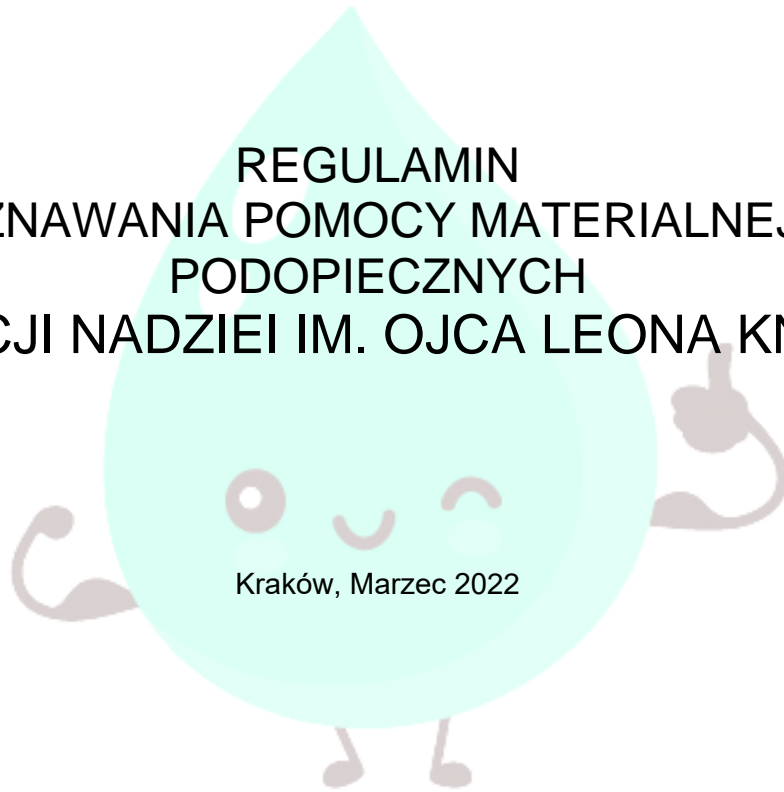 REGULAMIN
ZNAWANIA POMOCY MATERIALNEJ
PODOPIECZNYCH
CJI NADZIEI IM. OJCA LEONA KN
Kraków, Marzec 2022